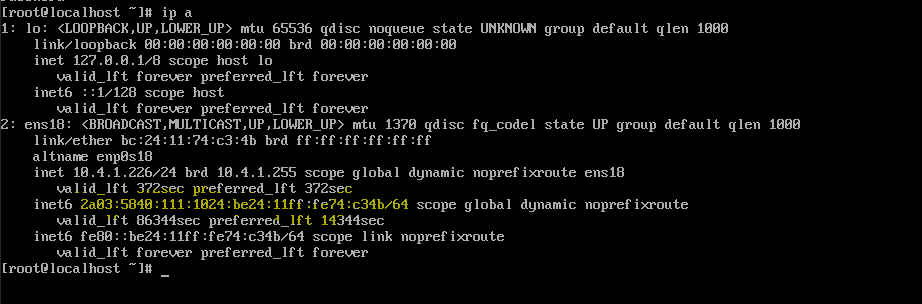 [root@localhost ~]# ip a
1: lo: <LOOPBACK,UP,LOWER_UP> mtu 65536 qdisc noqueue state UNKNOWN group default qlen 1000
    link/loopback 00:00:00:00:00:00 brd 00:00:00:00:00:00
    inet 127.0.0.1/8 scope host lo
       valid_lft forever preferred_lft forever
    inet6 ::1/128 scope host
       valid_lft forever preferred_lft forever
2: ens18: <BROADCAST,MULTICAST,UP,LOWER_UP> mtu 1370 qdisc fq_codel state UP group default qlen 1000
    link/ether bc:24:11:74:c3:4b brd ff:ff:ff:ff:ff:ff
    altname enp0s18
    inet 10.4.1.226/24 brd 10.4.1.255 scope global dynamic noprefixroute ens18
       valid_lft 372sec preferred_lft 372sec
    inet6 2a03:5840:111:1024:be24:11ff:fe74:c34b/64 scope global dynamic noprefixroute
       valid_lft 86344sec preferred_lft 14344sec
    inet6 fe80::be24:11ff:fe74:c34b/64 scope link noprefixroute
       valid_lft forever preferred_lft forever
[root@localhost ~]# _